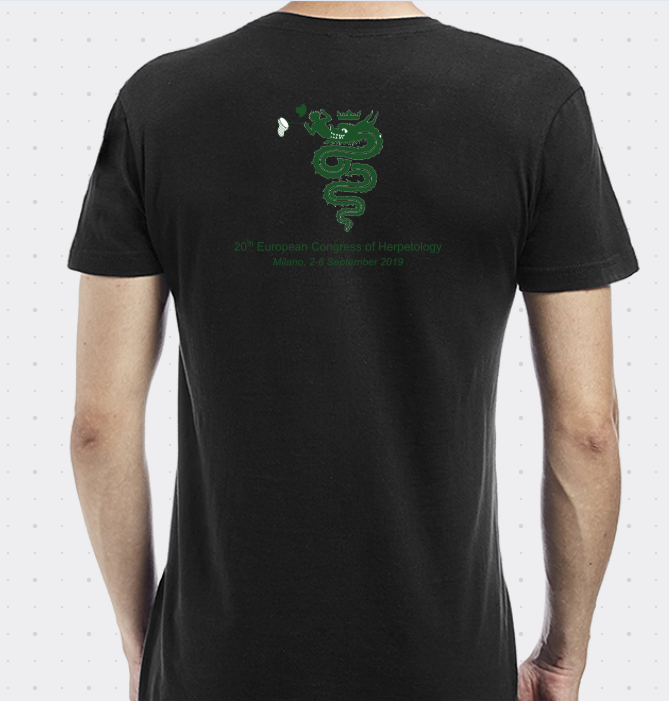 20th European Congress of Herpetology
Milano, 2-6 September 2019